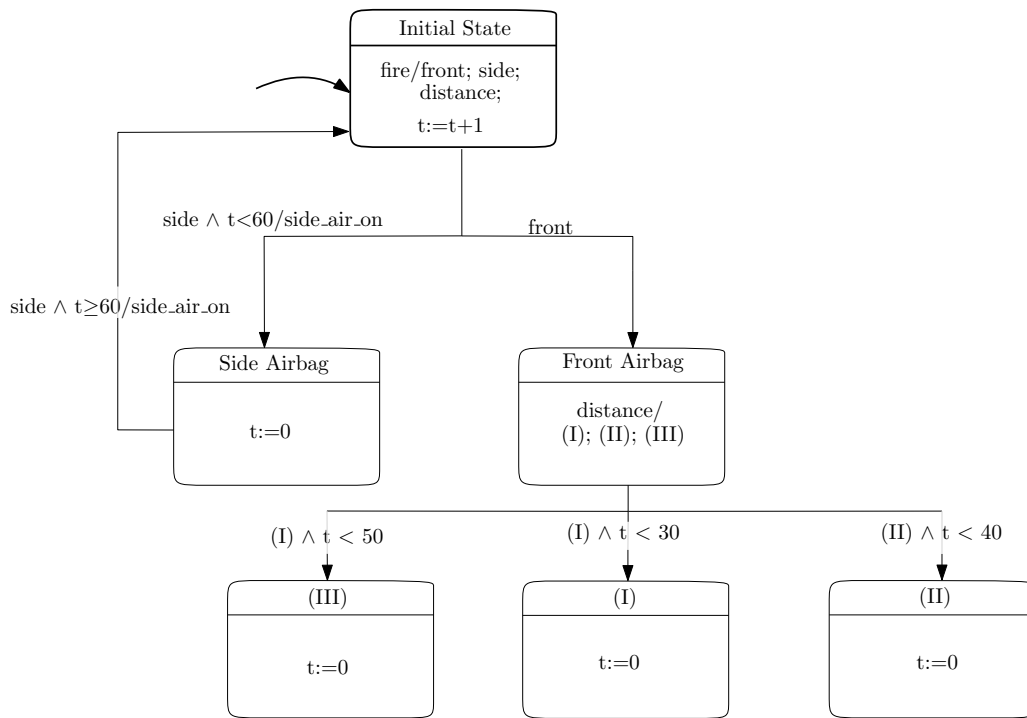 Initial State
fire/front; side;
distance;
t:=t+1
side ∧ t<60/side_air_on
front
side ∧ t≥60/side_air_on
Side Airbag
t:=0
Front Airbag
distance/
(I); (II); (III)
(I) ∧ t < 50
(I) ∧ t < 30
(II) ∧ t < 40
(III)
t:=0
(I)
t:=0
(II)
t:=0